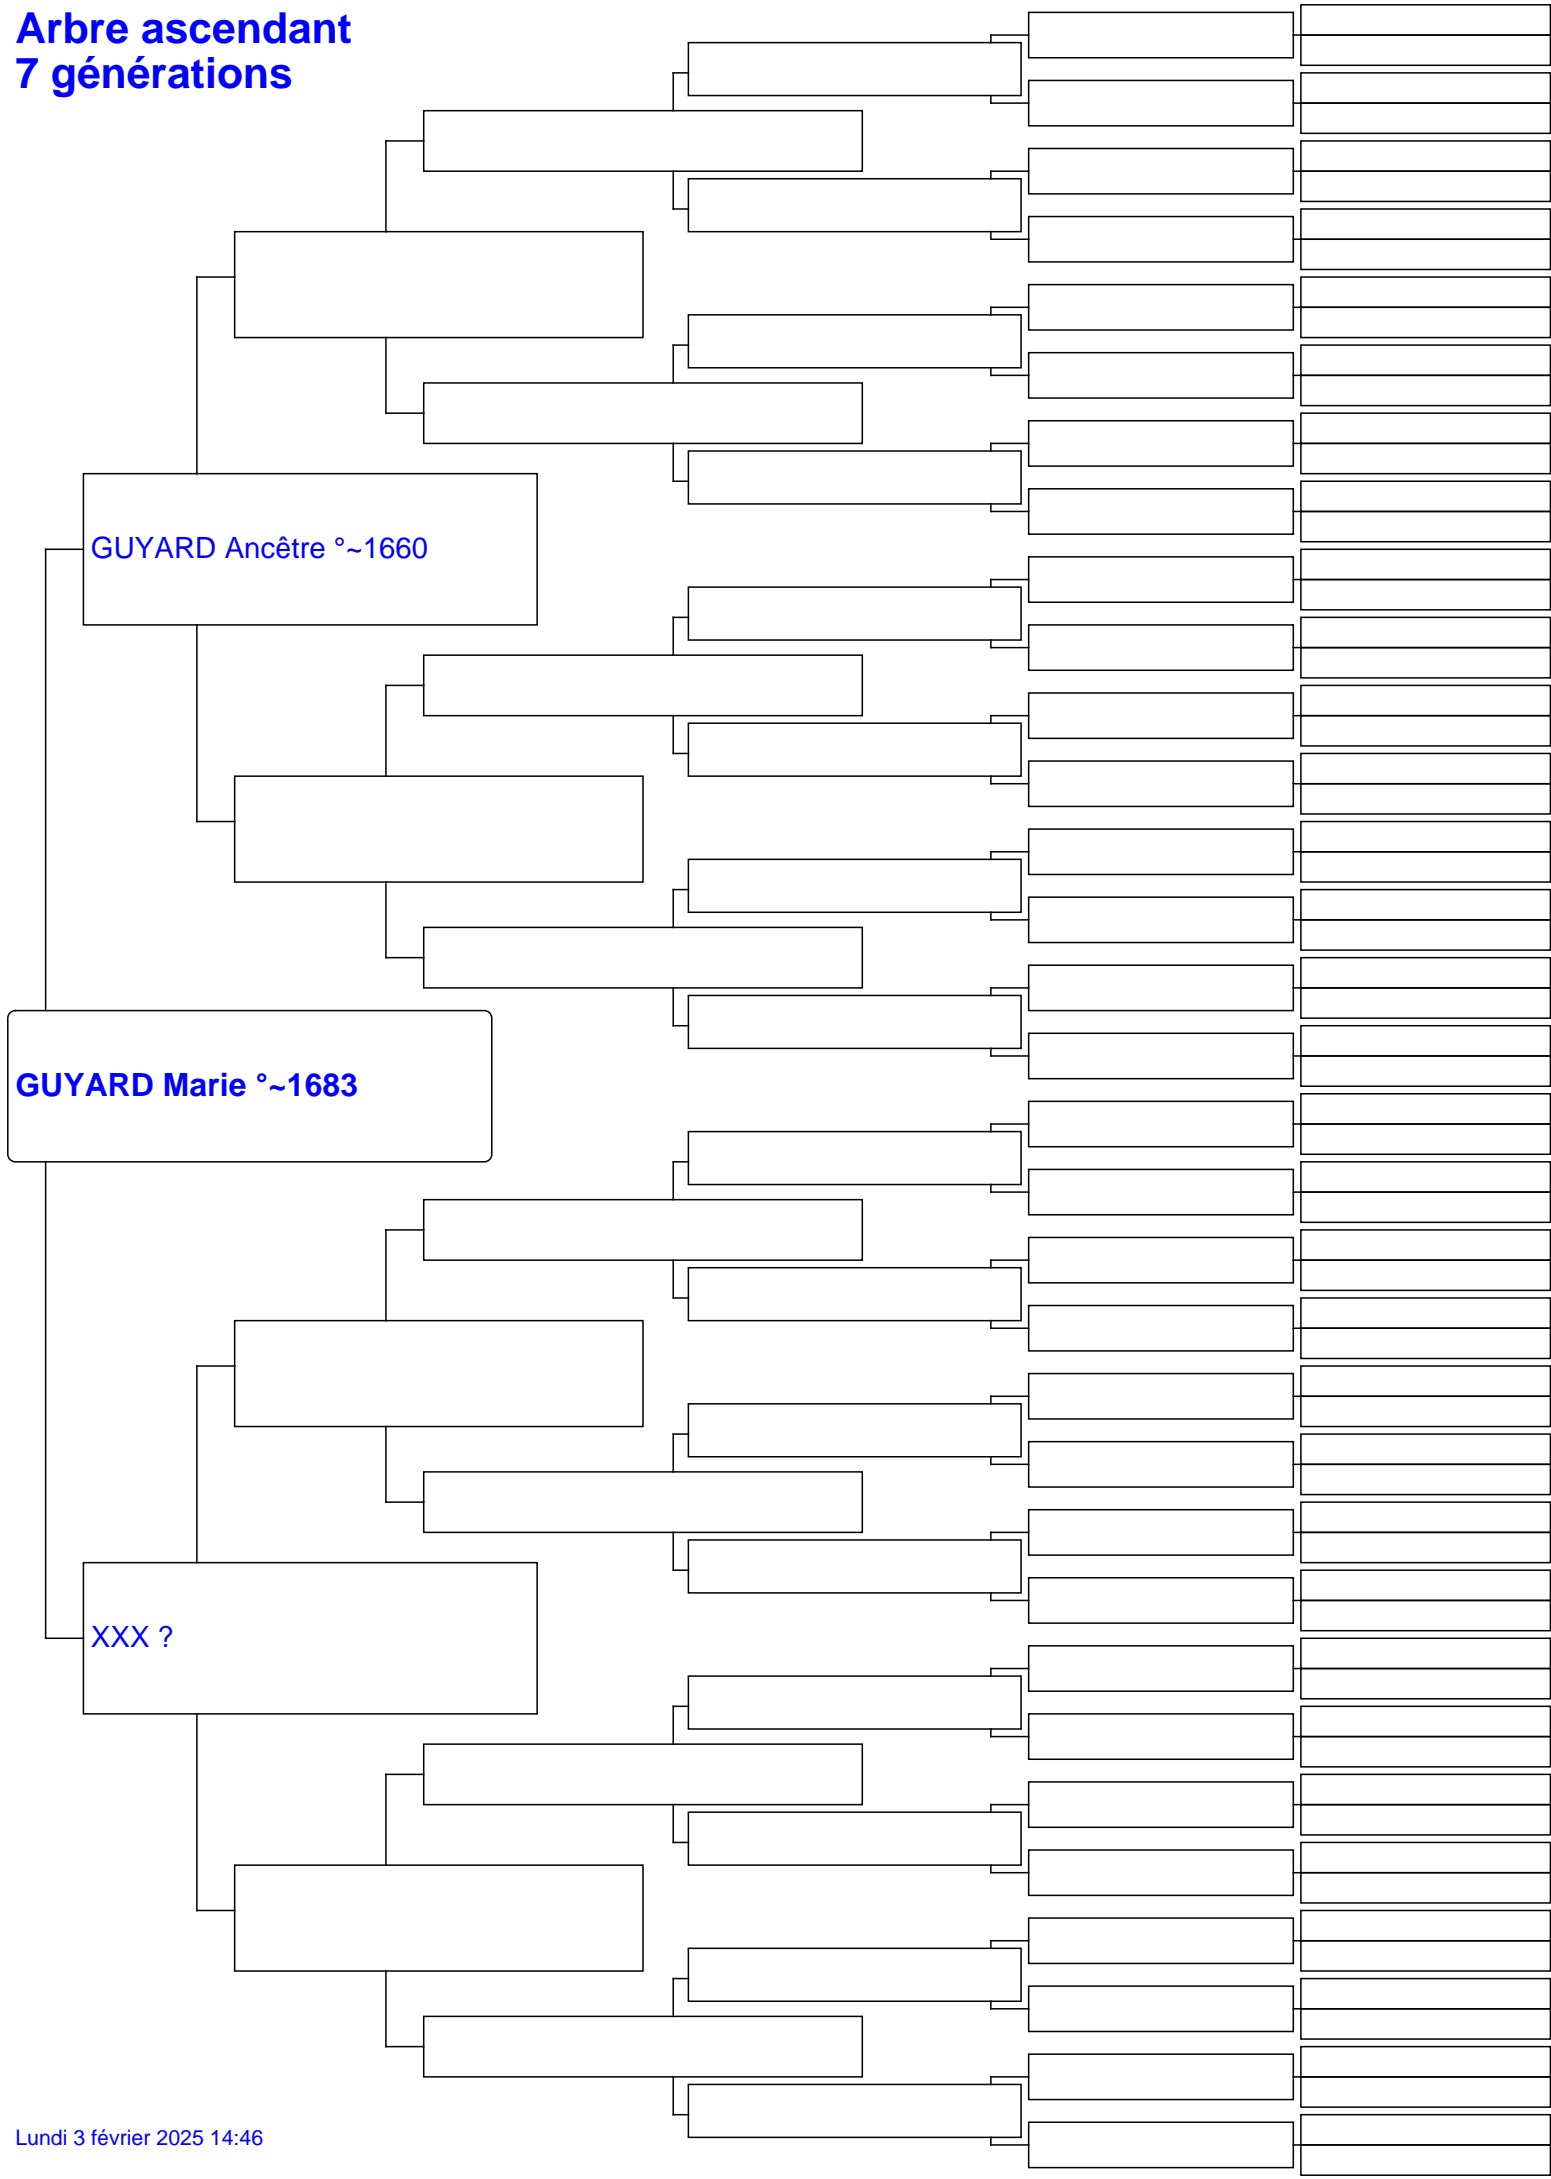 Arbre ascendant
7 générations
GUYARD Ancêtre °~1660
GUYARD Marie °~1683
XXX ?
Lundi 3 février 2025 14:46